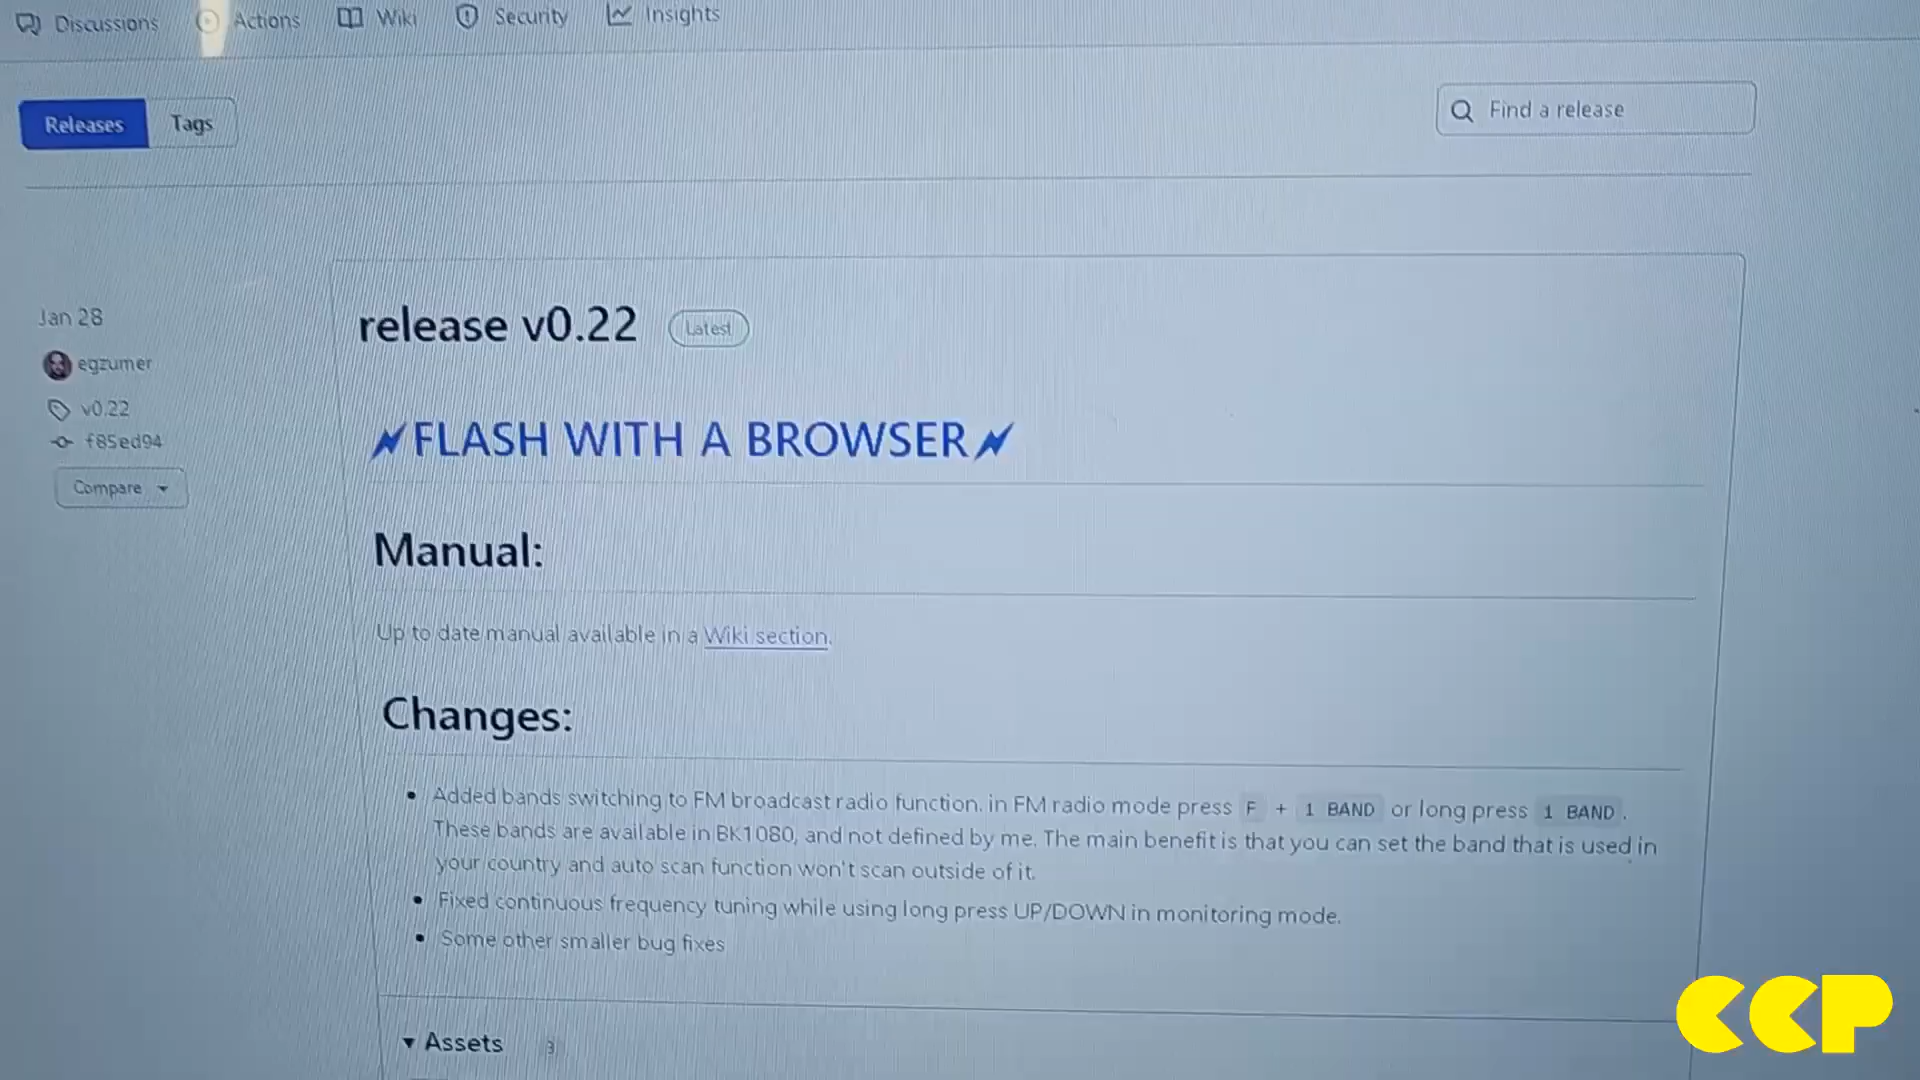 Discussions Actions Wiki Security Insights
Releases Tags
Find a release
Jan 28
egzumer
v0.22
f85ed94
Compare
release v0.22 Latest
FLASH WITH A BROWSER
Manual:
Up to date manual available in a Wiki section.
Changes:
Added bands switching to FM broadcast radio function. in FM radio mode press F + 1 BAND or long press 1 BAND.
These bands are available in BK1080, and not defined by me. The main benefit is that you can set the band that is used in
your country and auto scan function won't scan outside of it.
Fixed continuous frequency tuning while using long press UP/DOWN in monitoring mode.
Some other smaller bug fixes
Assets 3
CCP